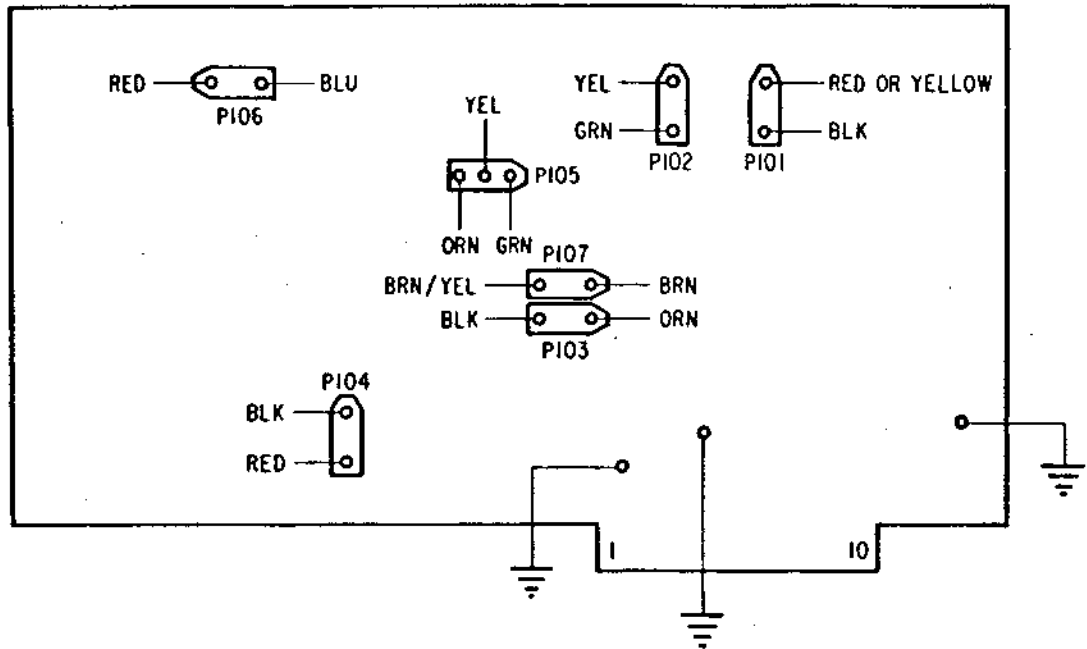 RED BLU
P106
YEL
GRN
P102
RED OR YELLOW
BLK
P101
YEL
P105
ORN GRN
P107
BRN/YEL BRN
BLK ORN
P103
P104
BLK
RED
1 10